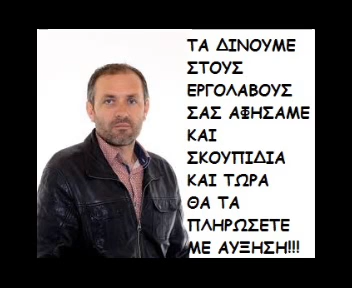 ΤΑ ΔΙΝΟΥΜΕ
ΣΤΟΥΣ
ΕΡΓΟΛΑΒΟΥΣ
ΣΑΣ ΑΦΗΣΑΜΕ
ΚΑΙ
ΣΚΟΥΠΙΔΙΑ
ΚΑΙ ΤΩΡΑ
ΘΑ ΤΑ
ΠΛΗΡΩΣΕΤΕ
ΜΕ ΑΥΞΗΣΗ!!!